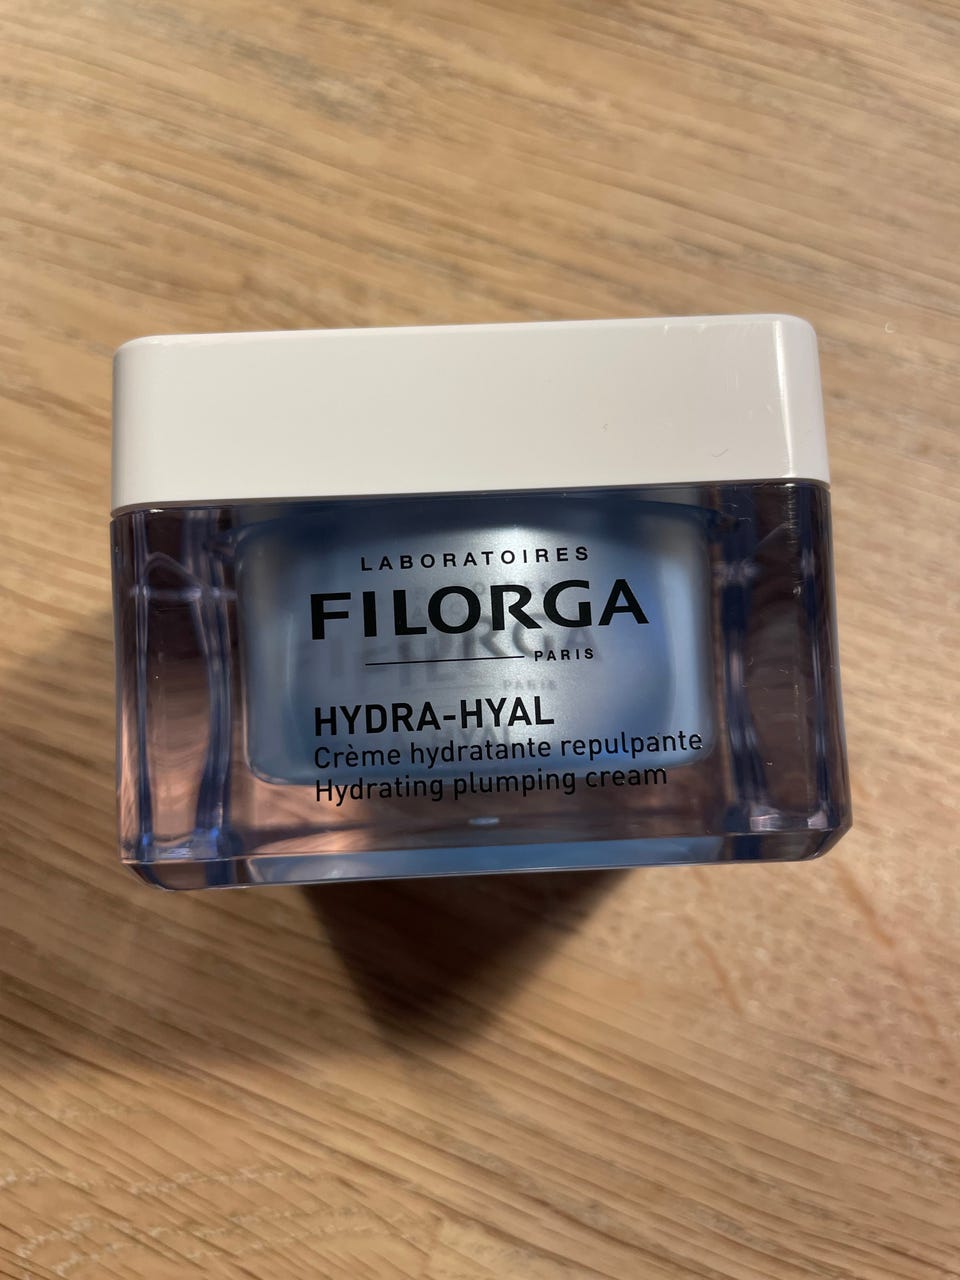 LABORATOIRES
FILORGA
PARIS
HYDRA-HYAL
Crème hydratante repulpante
Hydrating plumping cream